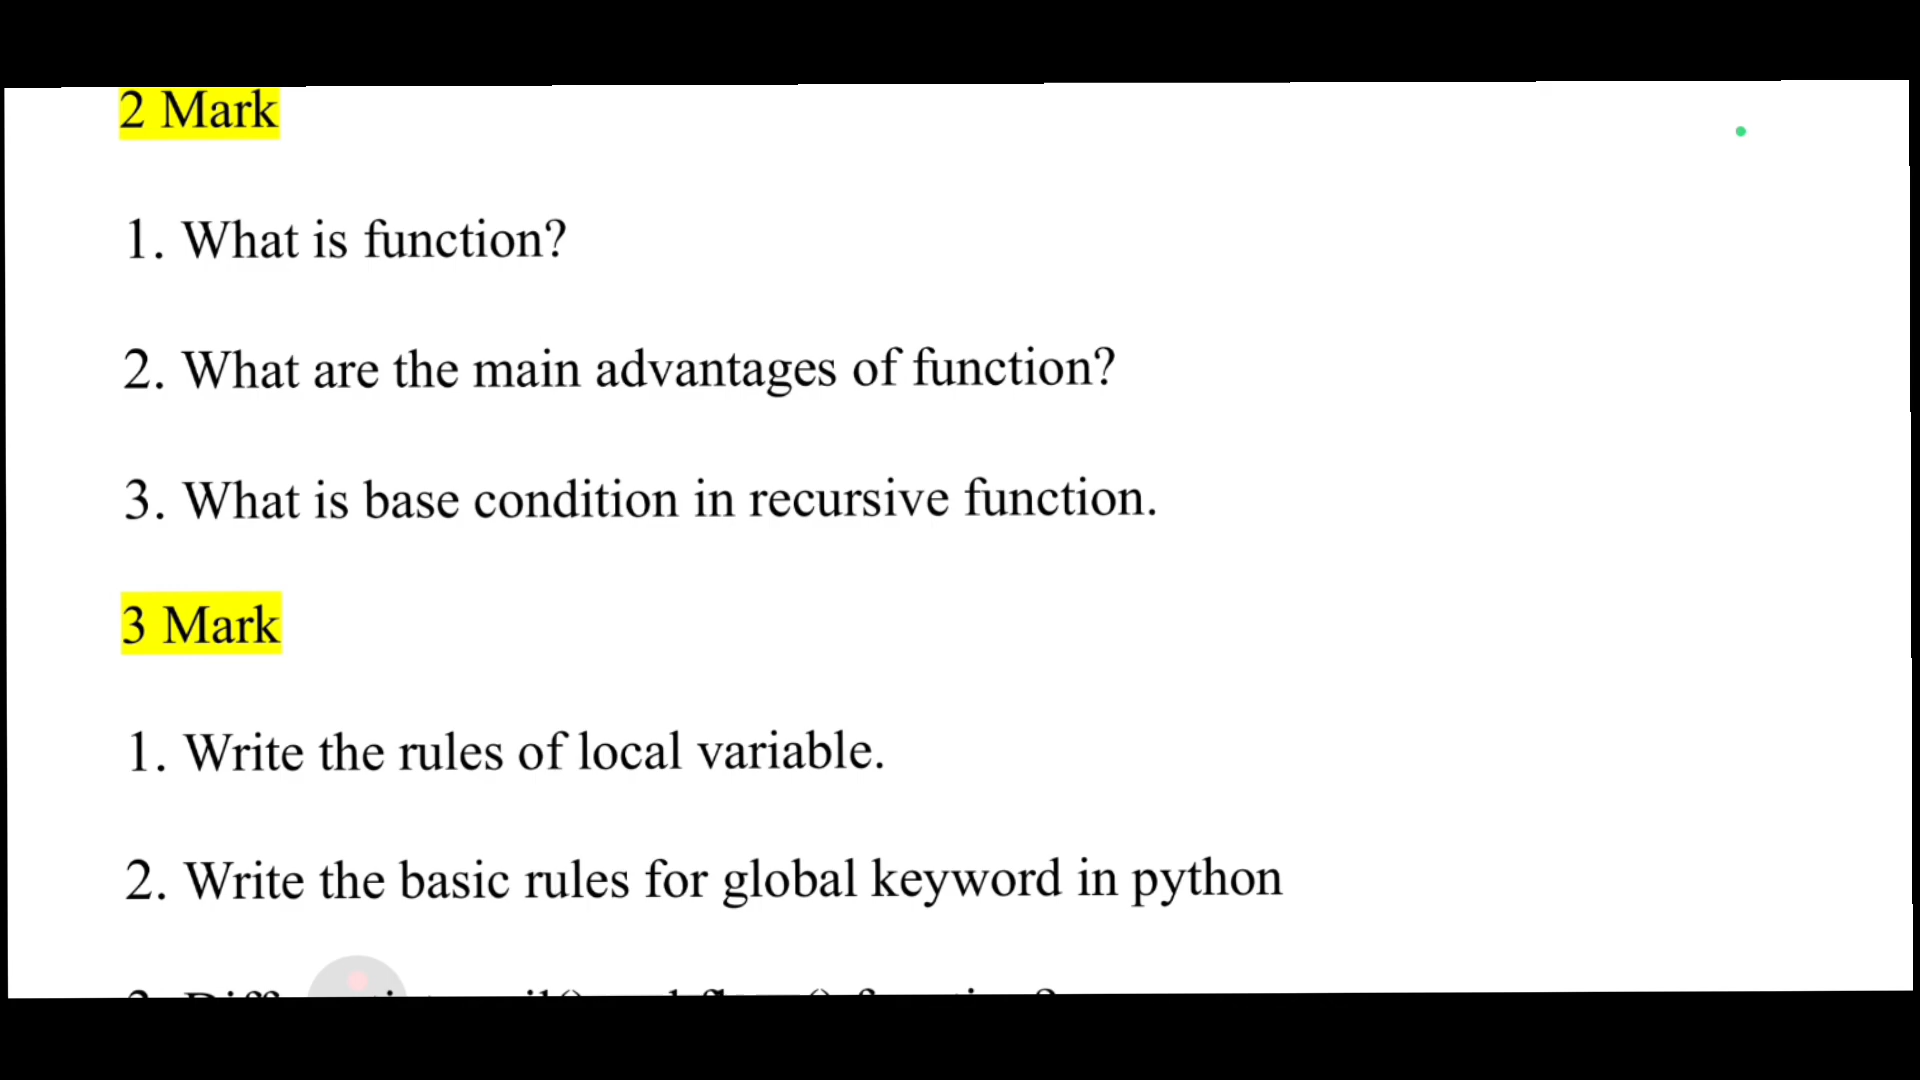 2 Mark
1. What is function?
2. What are the main advantages of function?
3. What is base condition in recursive function.
3 Mark
1. Write the rules of local variable.
2. Write the basic rules for global keyword in python